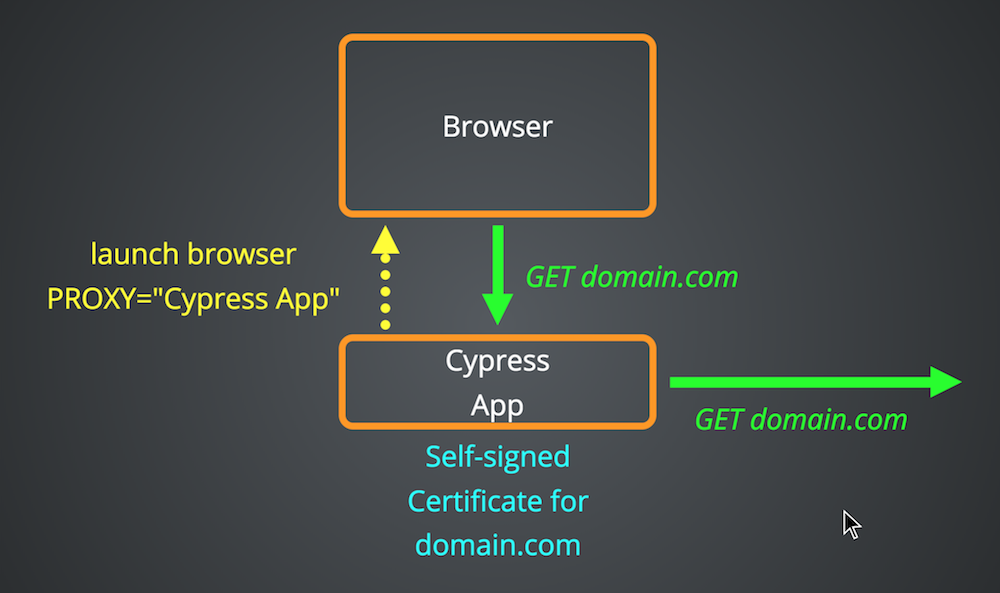 Browser
launch browser
PROXY="Cypress App"
GET domain.com
Cypress
App
GET domain.com
Self-signed
Certificate for
domain.com